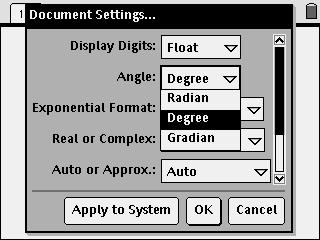 1
Document Settings...
Display Digits: Float
Angle: Degree
Radian
Exponential Format:
Degree
Real or Complex:
Gradian
Auto or Approx.: Auto
Apply to System OK Cancel